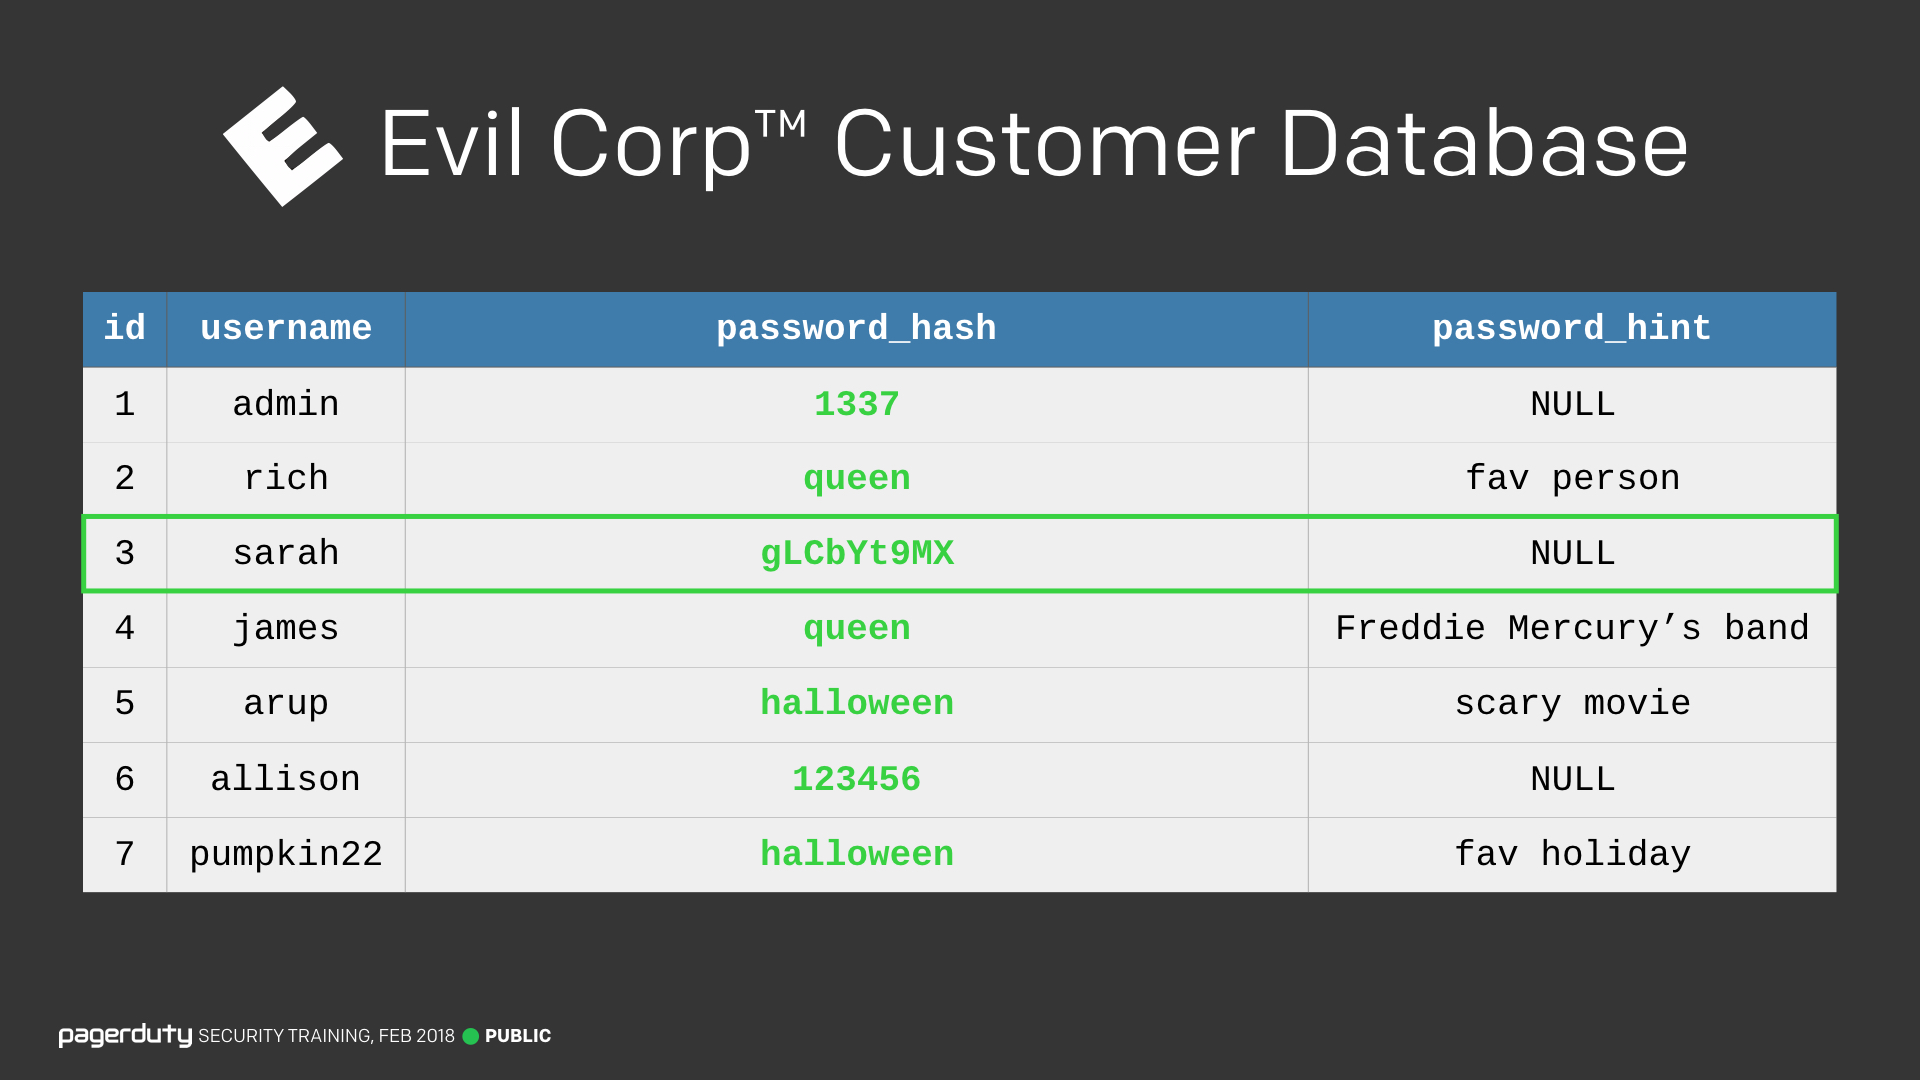 Evil Corp™ Customer Database
id username password_hash password_hint
1 admin 1337 NULL
2 rich queen fav person
3 sarah gLCbYt9MX NULL
4 james queen Freddie Mercury’s band
5 arup halloween scary movie
6 allison 123456 NULL
7 pumpkin22 halloween fav holiday
pagerduty SECURITY TRAINING, FEB 2018 PUBLIC